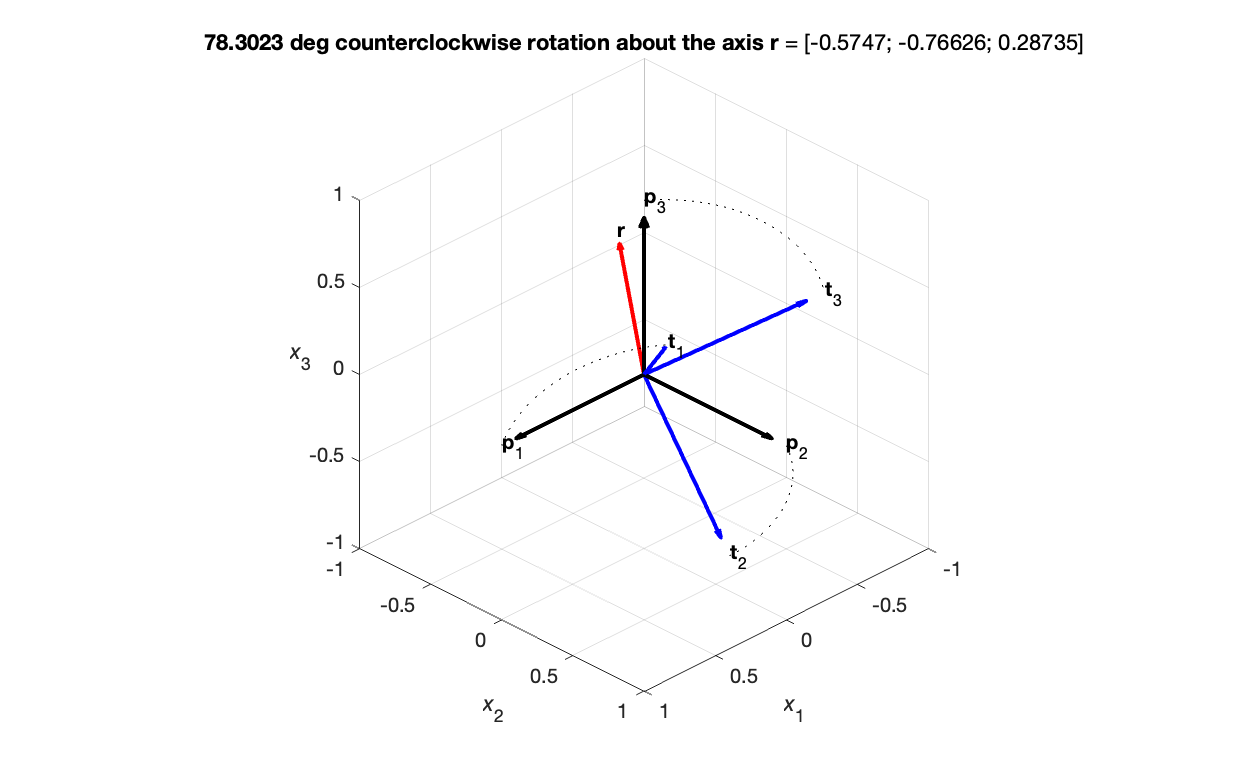 78.3023 deg counterclockwise rotation about the axis r = [-0.5747; -0.76626; 0.28735]
1
p3
r
0.5
t3
t1
x3
0
p1
p2
-0.5
t2
-1
-1
-1
-0.5
-0.5
0
0
0.5
0.5
x2
1
1
x1